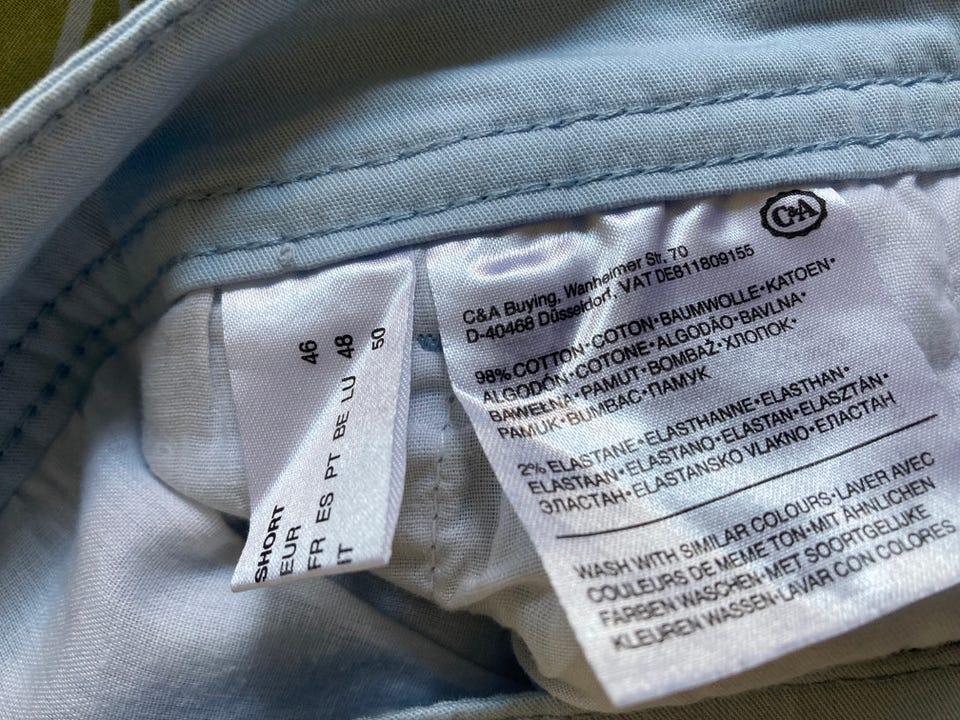 SHORT
EUR 46
FR ES PT BE LU 48
IT 50
C&A
C&A Buying, Wanheimer Str. 70
D-40468 Düsseldorf, VAT DE811809155
98% COTTON•COTON•BAUMWOLLE•KATOEN•
ALGODÓN•COTONE•ALGODÃO•BAVLNA•
BAWEŁNA•PAMUT•BOMBAŽ•ХЛОПОК•
PAMUK•BUMBAC•ПАМУК
2% ELASTANE•ELASTHANNE•ELASTHAN•
ELASTAAN•ELASTANO•ELASTAN•ELASZTÁN•
ЭЛАСТАН•ELASTANSKO VLAKNO•ЕЛАСТАН
WASH WITH SIMILAR COLOURS•LAVER AVEC
COULEURS DE MEME TON•MIT ÄHNLICHEN
FARBEN WASCHEN•MET SOORTGELIJKE
KLEUREN WASSEN•LAVAR CON COLORES